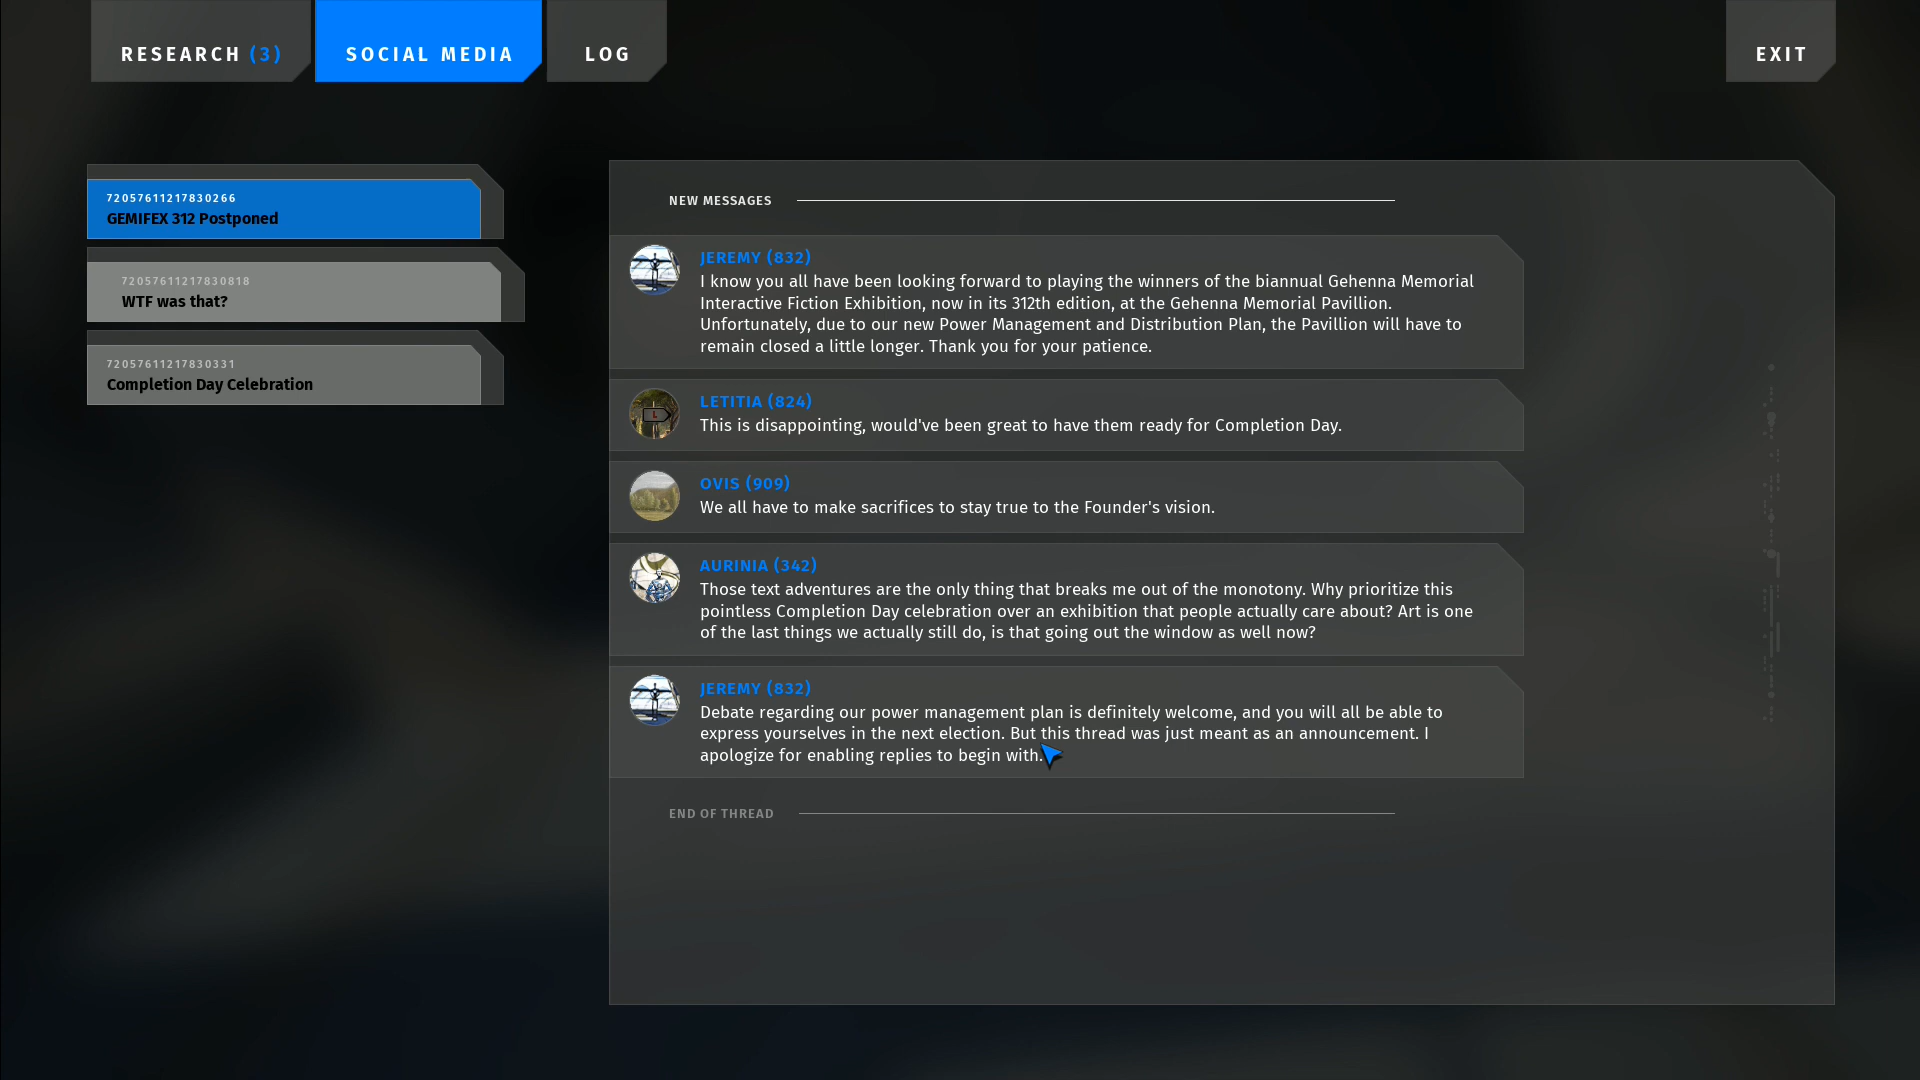 RESEARCH (3)
SOCIAL MEDIA
LOG
EXIT
72057611217830266
GEMIFEX 312 Postponed
72057611217830818
WTF was that?
72057611217830331
Completion Day Celebration
NEW MESSAGES
JEREMY (832)
I know you all have been looking forward to playing the winners of the biannual Gehenna Memorial
Interactive Fiction Exhibition, now in its 312th edition, at the Gehenna Memorial Pavillion.
Unfortunately, due to our new Power Management and Distribution Plan, the Pavillion will have to
remain closed a little longer. Thank you for your patience.
LETITIA (824)
This is disappointing, would've been great to have them ready for Completion Day.
OVIS (909)
We all have to make sacrifices to stay true to the Founder's vision.
AURINIA (342)
Those text adventures are the only thing that breaks me out of the monotony. Why prioritize this
pointless Completion Day celebration over an exhibition that people actually care about? Art is one
of the last things we actually still do, is that going out the window as well now?
JEREMY (832)
Debate regarding our power management plan is definitely welcome, and you will all be able to
express yourselves in the next election. But this thread was just meant as an announcement. I
apologize for enabling replies to begin with.
END OF THREAD